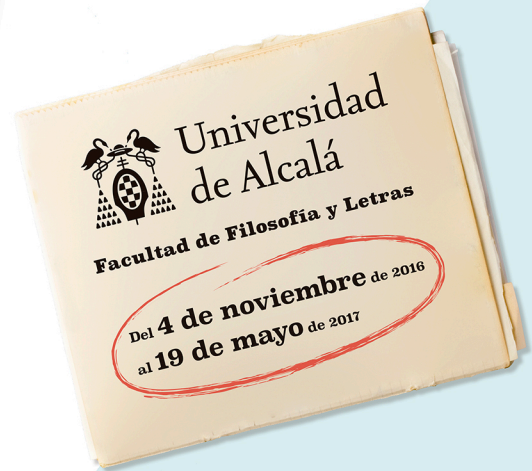 Universidad
de Alcalá
Facultad de Filosofía y Letras
Del 4 de noviembre de 2016
al 19 de mayo de 2017